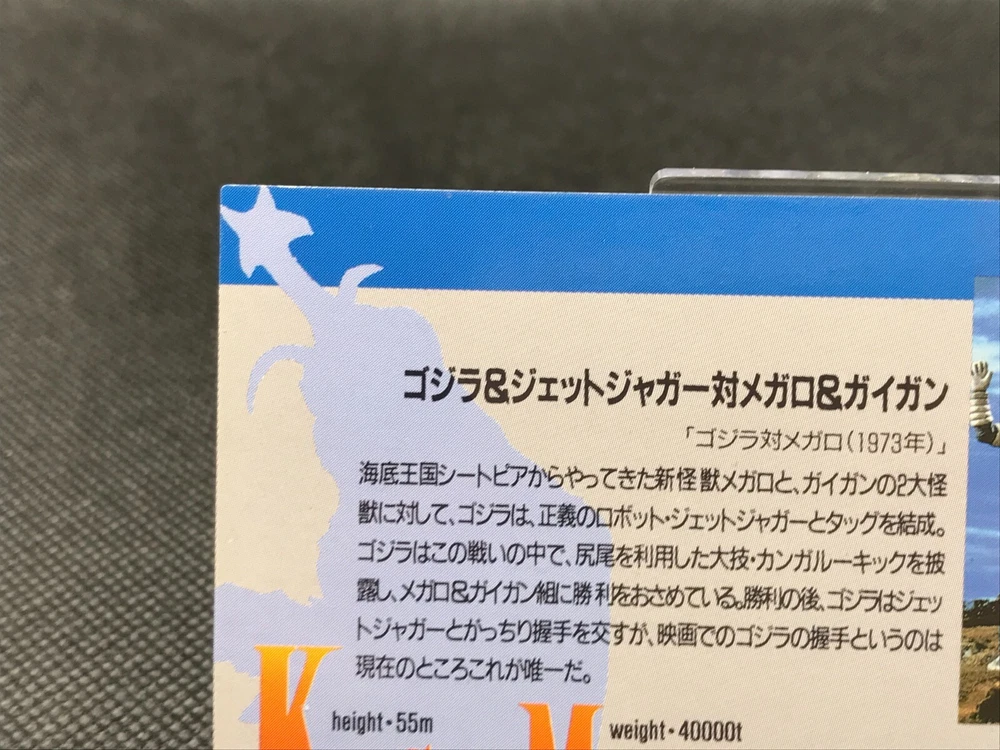 ゴジラ&ジェットジャガー対メガロ&ガイガン
「ゴジラ対メガロ(1973年)」
海底王国シートピアからやってきた新怪獣メガロと、ガイガンの2大怪
獣に対して、ゴジラは、正義のロボット・ジェットジャガーとタッグを結成。
ゴジラはこの戦いの中で、尻尾を利用した大技・カンガルーキックを披
露し、メガロ&ガイガン組に勝利をおさめている。勝利の後、ゴジラはジェッ
トジャガーとがっちり握手を交すが、映画でのゴジラの握手というのは
現在のところこれが唯一だ。
height・55m
weight・40000t
K M